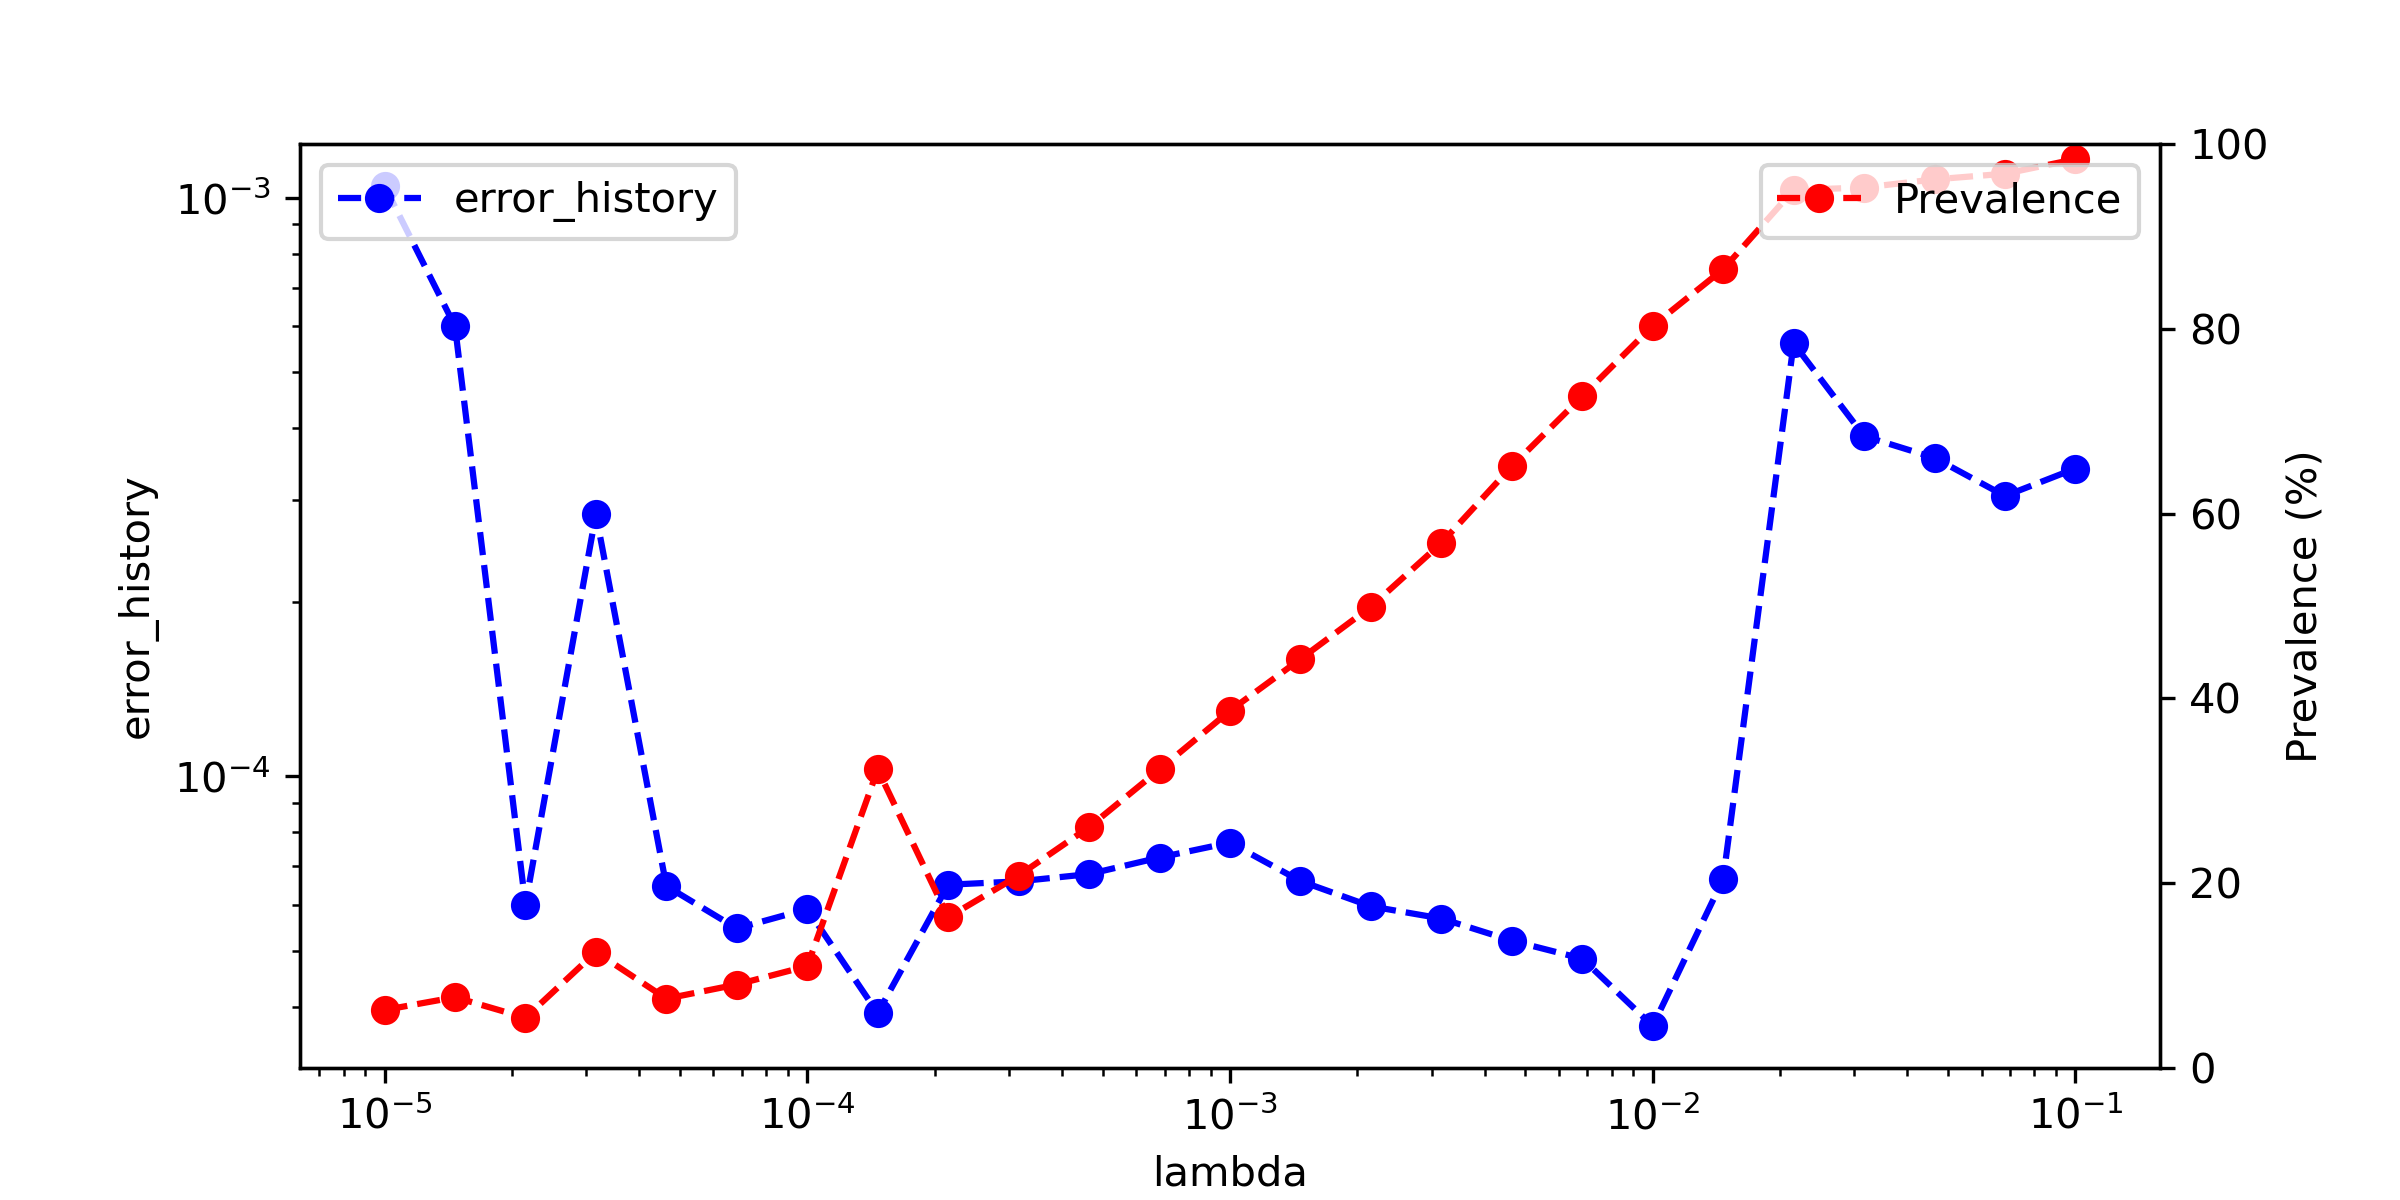 error_history
Prevalence
10⁻³
10⁻⁴
error_history
100
80
60
40
20
0
Prevalence (%)
10⁻⁵
10⁻⁴
10⁻³
10⁻²
10⁻¹
lambda